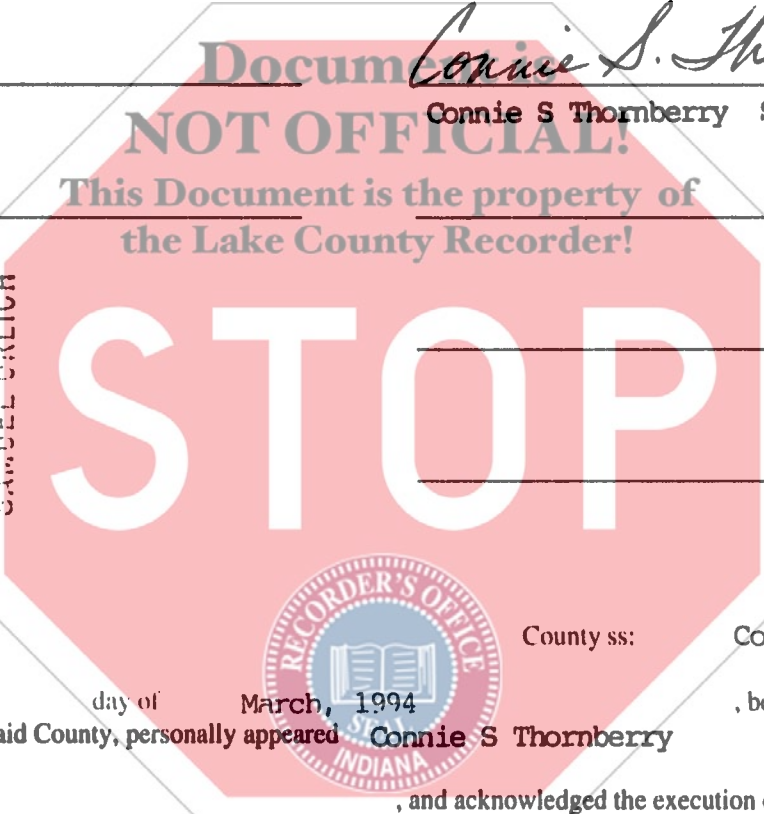 Document is
Connie S.
NOT OFFICIAL!
Connie S Thornberry
This Document is the property of
the Lake County Recorder!
STOP
RECORDER'S OFFICE
SEAL
INDIANA
County ss:
day of March, 1994
aid County, personally appeared Connie S Thornberry
, and acknowledged the execution